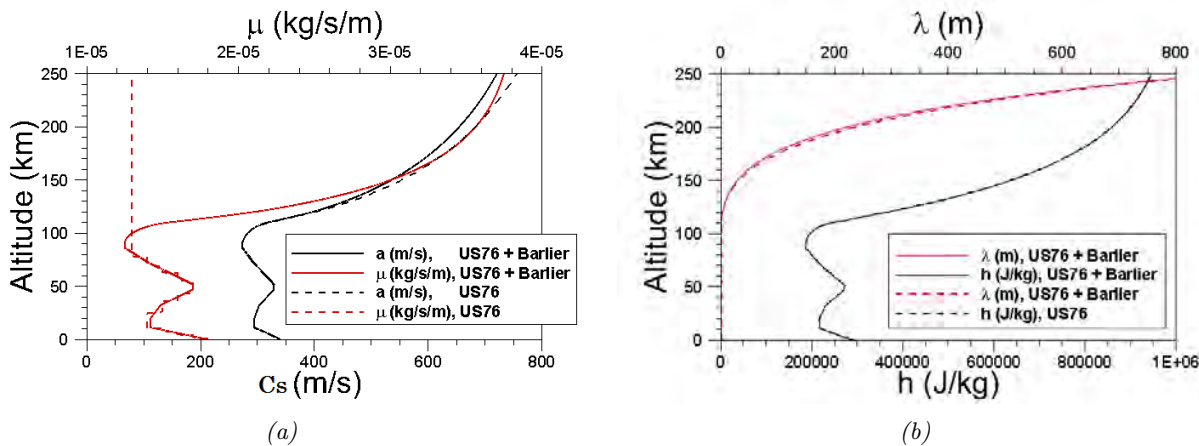 μ (kg/s/m)
1E-05 2E-05 3E-05 4E-05
250
200
150
100
50
0
Altitude (km)
a (m/s), US76 + Barlier
μ (kg/s/m), US76 + Barlier
a (m/s), US76
μ (kg/s/m), US76
0 200 400 600 800
Cs (m/s)
(a)
λ (m)
0 200 400 600 800
250
200
150
100
50
0
Altitude (km)
λ (m), US76 + Barlier
h (J/kg), US76 + Barlier
λ (m), US76 + Barlier
h (J/kg), US76
0 200000 400000 600000 800000 1E+06
h (J/kg)
(b)